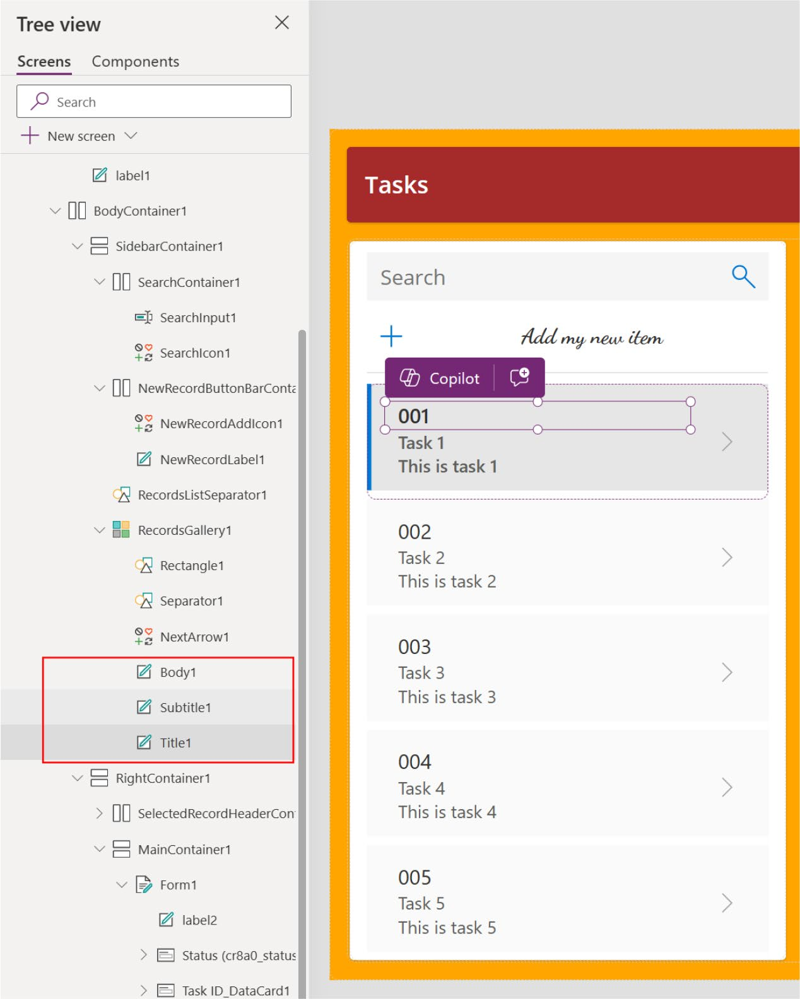 Tree view
Screens Components
Search
New screen
label1
BodyContainer1
SidebarContainer1
SearchContainer1
SearchInput1
SearchIcon1
NewRecordButtonBarConta
NewRecordAddIcon1
NewRecordLabel1
RecordsListSeparator1
RecordsGallery1
Rectangle1
Separator1
NextArrow1
Body1
Subtitle1
Title1
RightContainer1
SelectedRecordHeaderCon
MainContainer1
Form1
label2
Status (cr8a0_status
Task ID_DataCard1
Tasks
Search
Add my new item
Copilot
001
Task 1
This is task 1
002
Task 2
This is task 2
003
Task 3
This is task 3
004
Task 4
This is task 4
005
Task 5
This is task 5